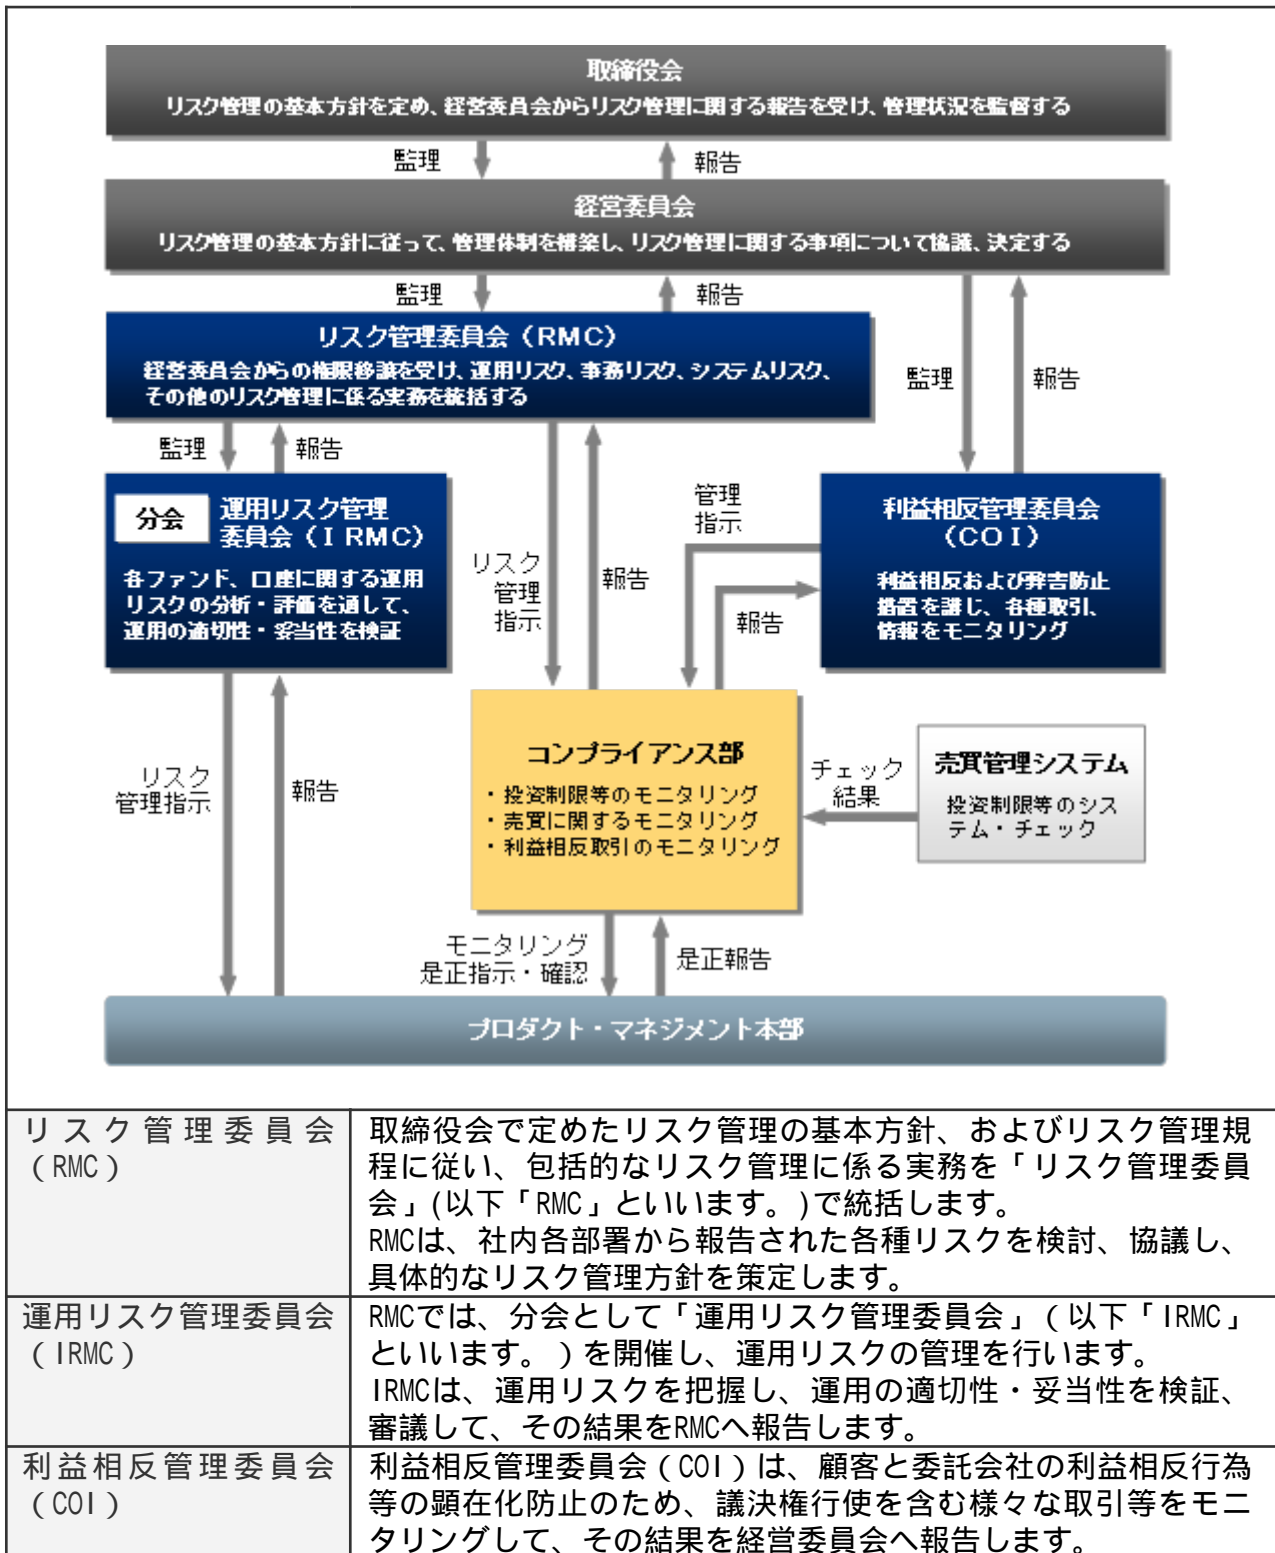 取締役会
リスク管理の基本方針を定め、経営委員会からリスク管理に関する報告を受け、管理状況を監督する
監理
報告
経営委員会
リスク管理の基本方針に従って、管理体制を構築し、リスク管理に関する事項について協議、決定する
監理
報告
リスク管理委員会（RMC）
経営委員会からの権限移譲を受け、運用リスク、事務リスク、システムリスク、
その他のリスク管理に係る実務を統括する
監理
報告
監理
報告
分会
運用リスク管理
委員会（IRMC）
各ファンド、口座に関する運用
リスクの分析・評価を通して、
運用の適切性・妥当性を検証
リスク
管理
指示
報告
管理
指示
報告
利益相反管理委員会
（COI）
利益相反および弊害防止
措置を講じ、各種取引、
情報をモニタリング
リスク
管理指示
報告
コンプライアンス部
・投資制限等のモニタリング
・売買に関するモニタリング
・利益相反取引のモニタリング
チェック
結果
売買管理システム
投資制限等のシス
テム・チェック
モニタリング
是正指示・確認
是正報告
プロダクト・マネジメント本部
リスク管理委員会
（RMC）
取締役会で定めたリスク管理の基本方針、およびリスク管理規
程に従い、包括的なリスク管理に係る実務を「リスク管理委員
会」(以下「RMC」といいます。)で統括します。
RMCは、社内各部署から報告された各種リスクを検討、協議し、
具体的なリスク管理方針を策定します。
運用リスク管理委員会
（IRMC）
RMCでは、分会として「運用リスク管理委員会」（以下「IRMC」
といいます。）を開催し、運用リスクの管理を行います。
IRMCは、運用リスクを把握し、運用の適切性・妥当性を検証、
審議して、その結果をRMCへ報告します。
利益相反管理委員会
（COI）
利益相反管理委員会（COI）は、顧客と委託会社の利益相反行為
等の顕在化防止のため、議決権行使を含む様々な取引等をモニ
タリングして、その結果を経営委員会へ報告します。